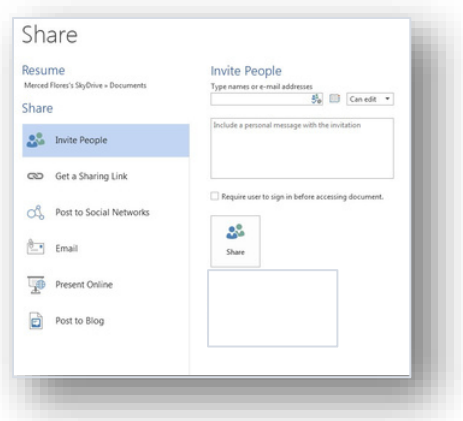 Share
Resume
Merced Flores's SkyDrive » Documents
Share
Invite People
Get a Sharing Link
Post to Social Networks
Email
Present Online
Post to Blog
Invite People
Type names or e-mail addresses
Can edit
Include a personal message with the invitation
Require user to sign in before accessing document.
Share